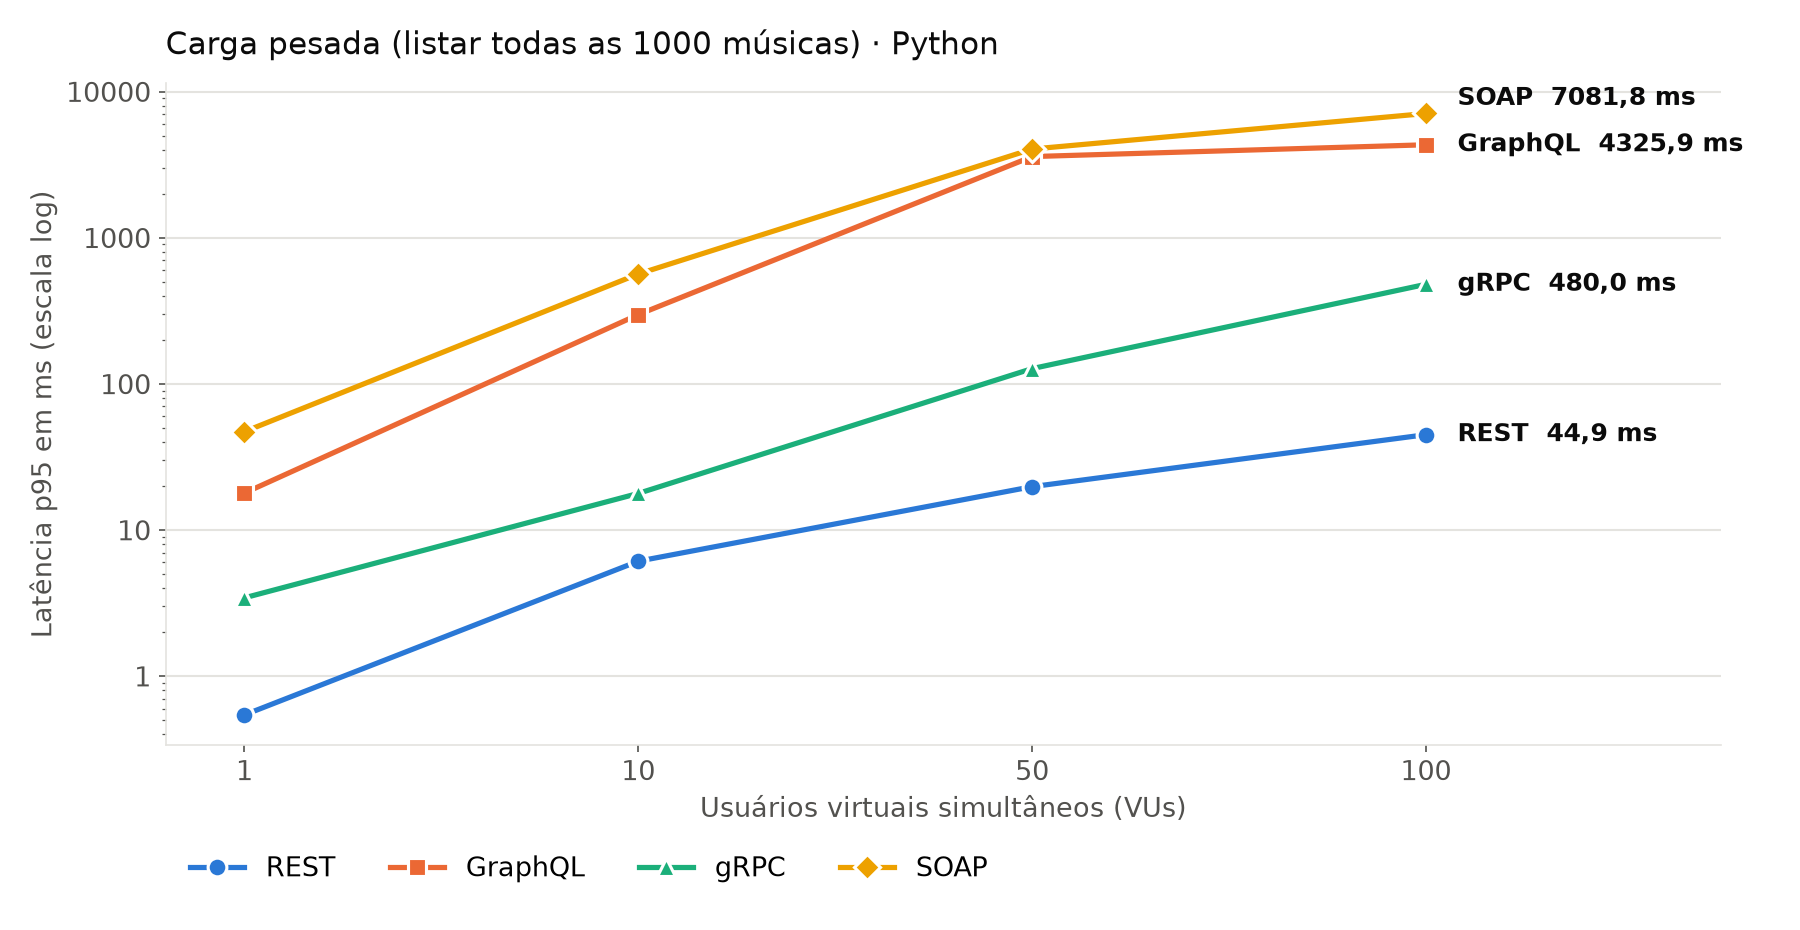 Carga pesada (listar todas as 1000 músicas) · Python
Latência p95 em ms (escala log)
10000
1000
100
10
1
SOAP 7081,8 ms
GraphQL 4325,9 ms
gRPC 480,0 ms
REST 44,9 ms
1 10 50 100
Usuários virtuais simultâneos (VUs)
REST GraphQL gRPC SOAP